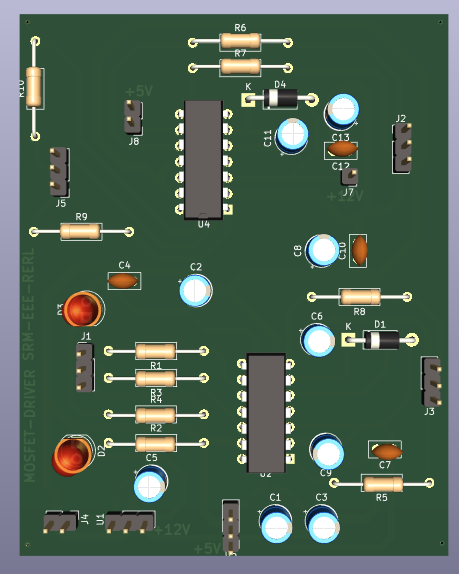 R6
R7
R10
+5V
K
D4
C11
C13
J2
J8
C12
J5
J7
+12V
U4
R9
C8
C10
C4
C2
D3
R8
C6
K
D1
J1
R1
R3
R4
J3
R2
D2
C5
C9
C7
U2
R5
J4
U1
+12V
C1
C3
+5V
MOSFET-DRIVER SRM-EEE-RERL